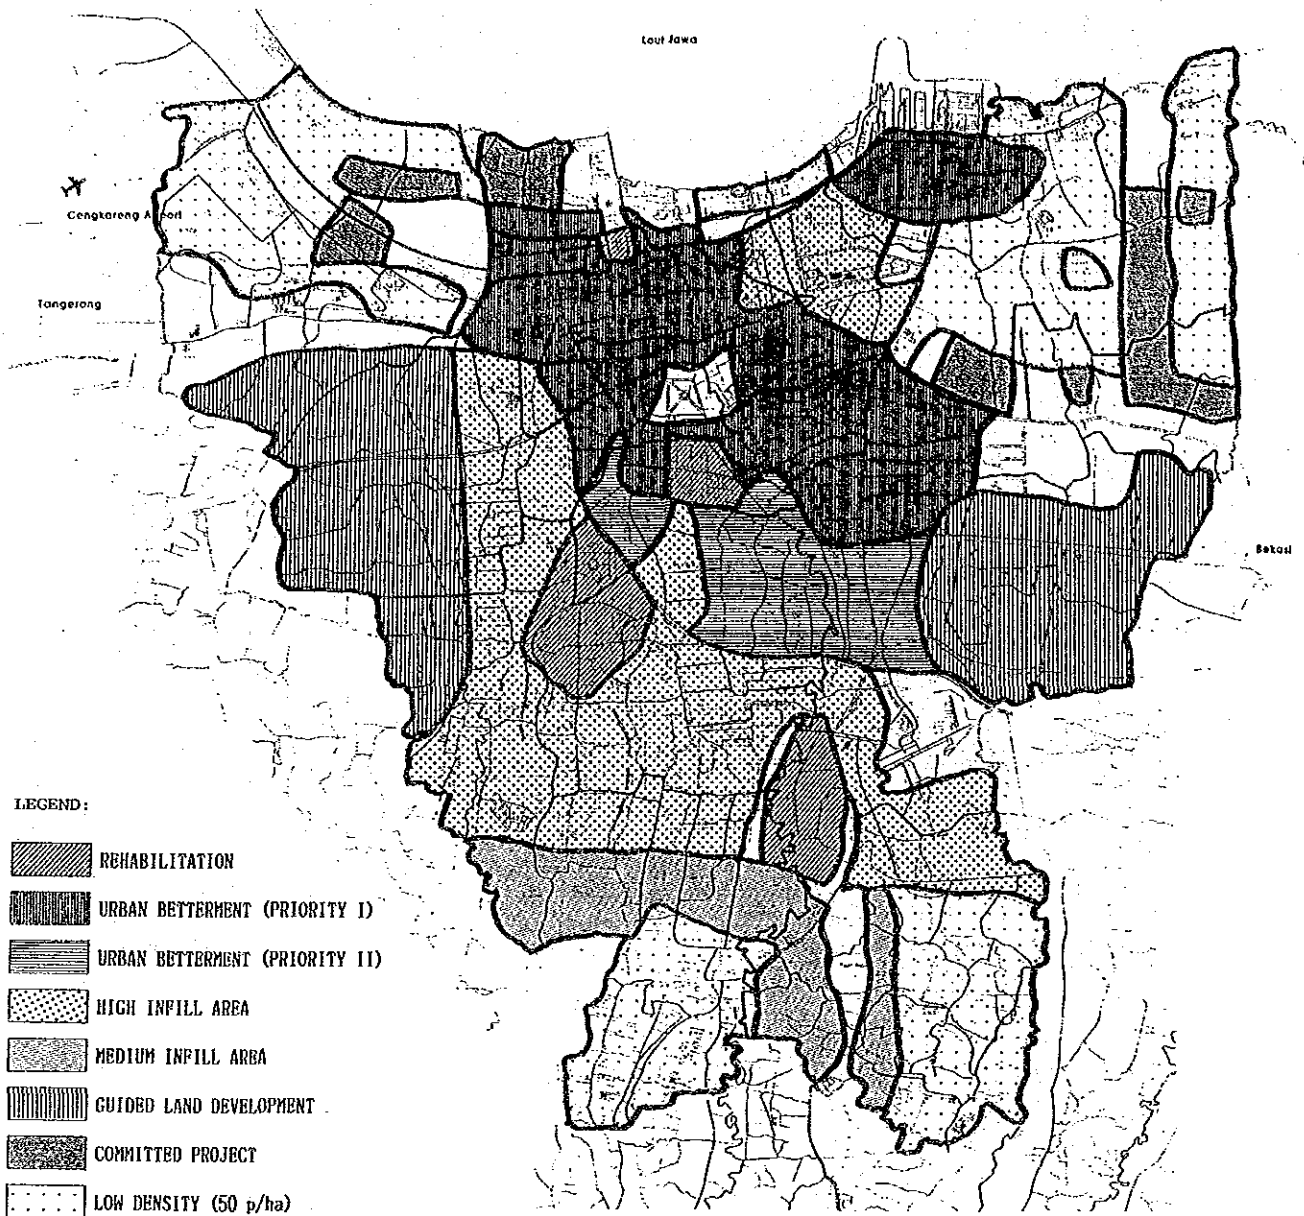 Laut Jawa
Cengkareng Airport
Tangerang
Bekasi
LEGEND:
REHABILITATION
URBAN BETTERMENT (PRIORITY I)
URBAN BETTERMENT (PRIORITY II)
HIGH INFILL AREA
MEDIUM INFILL AREA
GUIDED LAND DEVELOPMENT
COMMITTED PROJECT
LOW DENSITY (50 p/ha)